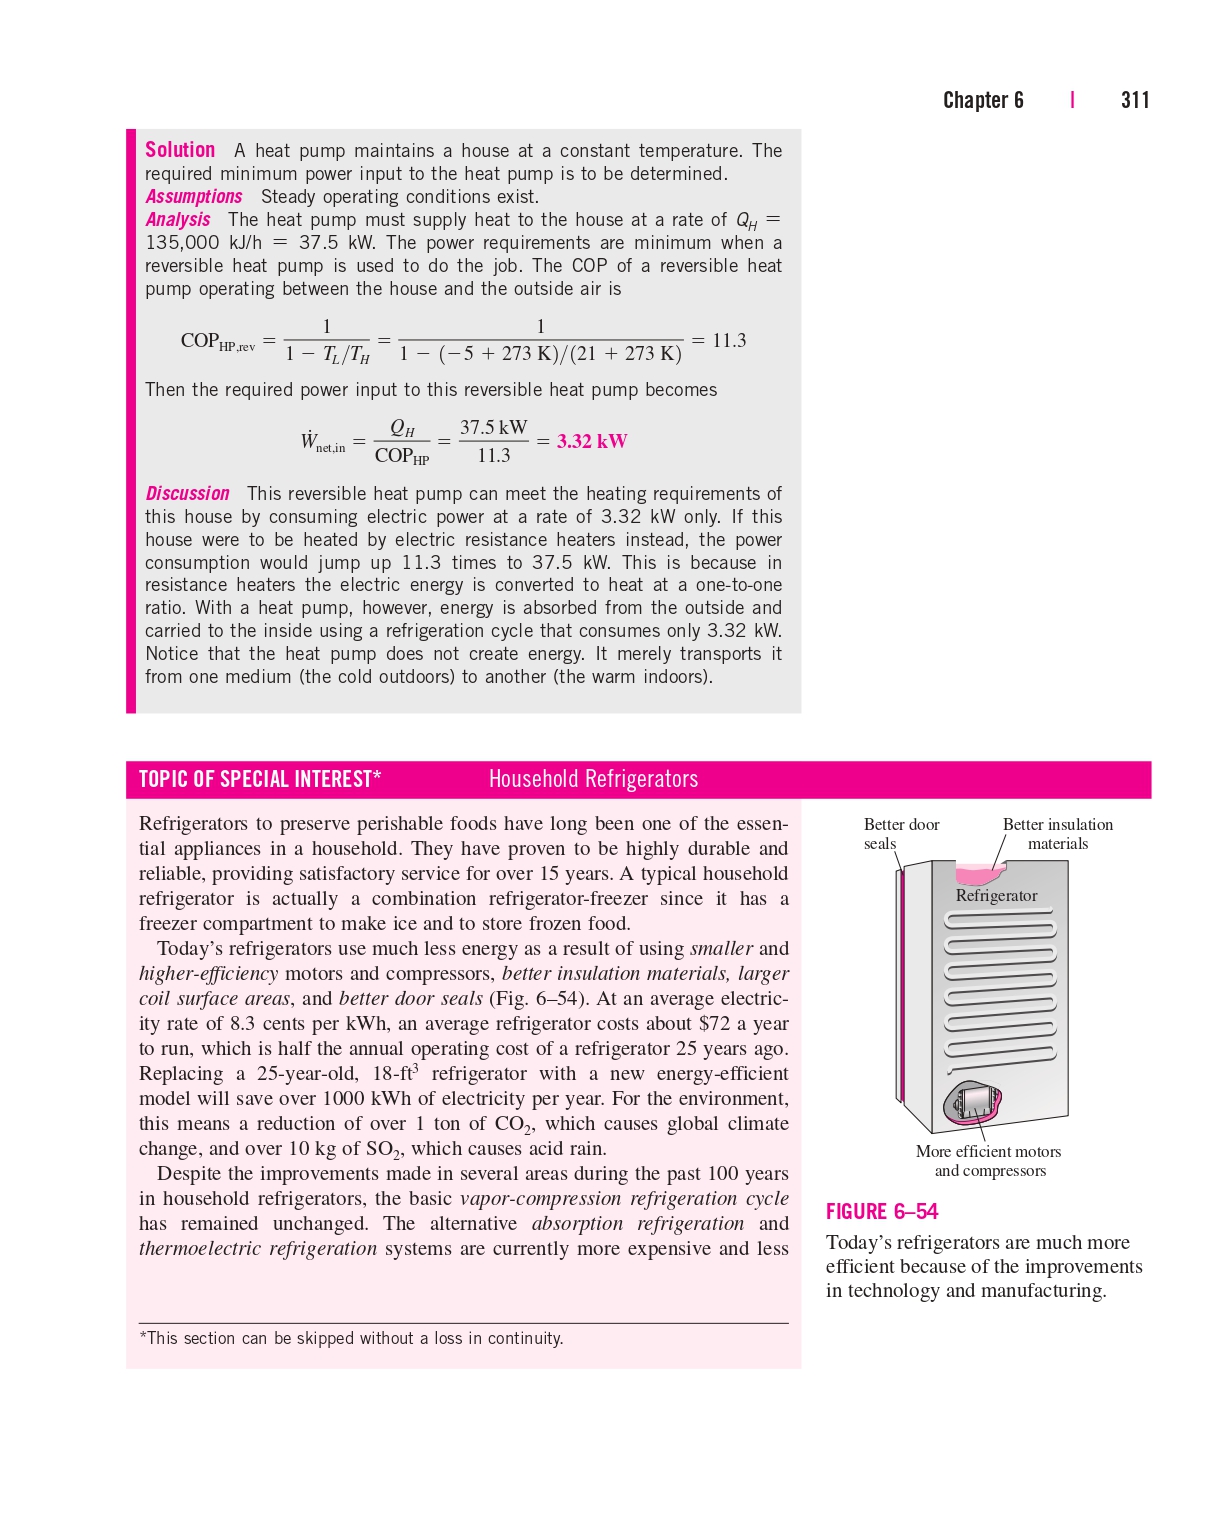 Chapter 6 | 311
Solution A heat pump maintains a house at a constant temperature. The
required minimum power input to the heat pump is to be determined.
Assumptions Steady operating conditions exist.
Analysis The heat pump must supply heat to the house at a rate of Q_H =
135,000 kJ/h = 37.5 kW. The power requirements are minimum when a
reversible heat pump is used to do the job. The COP of a reversible heat
pump operating between the house and the outside air is
COP_HP,rev = 1 / (1 − T_L/T_H) = 1 / (1 − (−5 + 273 K)/(21 + 273 K)) = 11.3
Then the required power input to this reversible heat pump becomes
Ẇ_net,in = Q_H / COP_HP = 37.5 kW / 11.3 = 3.32 kW
Discussion This reversible heat pump can meet the heating requirements of
this house by consuming electric power at a rate of 3.32 kW only. If this
house were to be heated by electric resistance heaters instead, the power
consumption would jump up 11.3 times to 37.5 kW. This is because in
resistance heaters the electric energy is converted to heat at a one-to-one
ratio. With a heat pump, however, energy is absorbed from the outside and
carried to the inside using a refrigeration cycle that consumes only 3.32 kW.
Notice that the heat pump does not create energy. It merely transports it
from one medium (the cold outdoors) to another (the warm indoors).
TOPIC OF SPECIAL INTEREST* Household Refrigerators
Refrigerators to preserve perishable foods have long been one of the essen-
tial appliances in a household. They have proven to be highly durable and
reliable, providing satisfactory service for over 15 years. A typical household
refrigerator is actually a combination refrigerator-freezer since it has a
freezer compartment to make ice and to store frozen food.
Today's refrigerators use much less energy as a result of using smaller and
higher-efficiency motors and compressors, better insulation materials, larger
coil surface areas, and better door seals (Fig. 6–54). At an average electric-
ity rate of 8.3 cents per kWh, an average refrigerator costs about $72 a year
to run, which is half the annual operating cost of a refrigerator 25 years ago.
Replacing a 25-year-old, 18-ft³ refrigerator with a new energy-efficient
model will save over 1000 kWh of electricity per year. For the environment,
this means a reduction of over 1 ton of CO₂, which causes global climate
change, and over 10 kg of SO₂, which causes acid rain.
Despite the improvements made in several areas during the past 100 years
in household refrigerators, the basic vapor-compression refrigeration cycle
has remained unchanged. The alternative absorption refrigeration and
thermoelectric refrigeration systems are currently more expensive and less
*This section can be skipped without a loss in continuity.
Better door
seals
Better insulation
materials
Refrigerator
More efficient motors
and compressors
FIGURE 6–54
Today's refrigerators are much more
efficient because of the improvements
in technology and manufacturing.